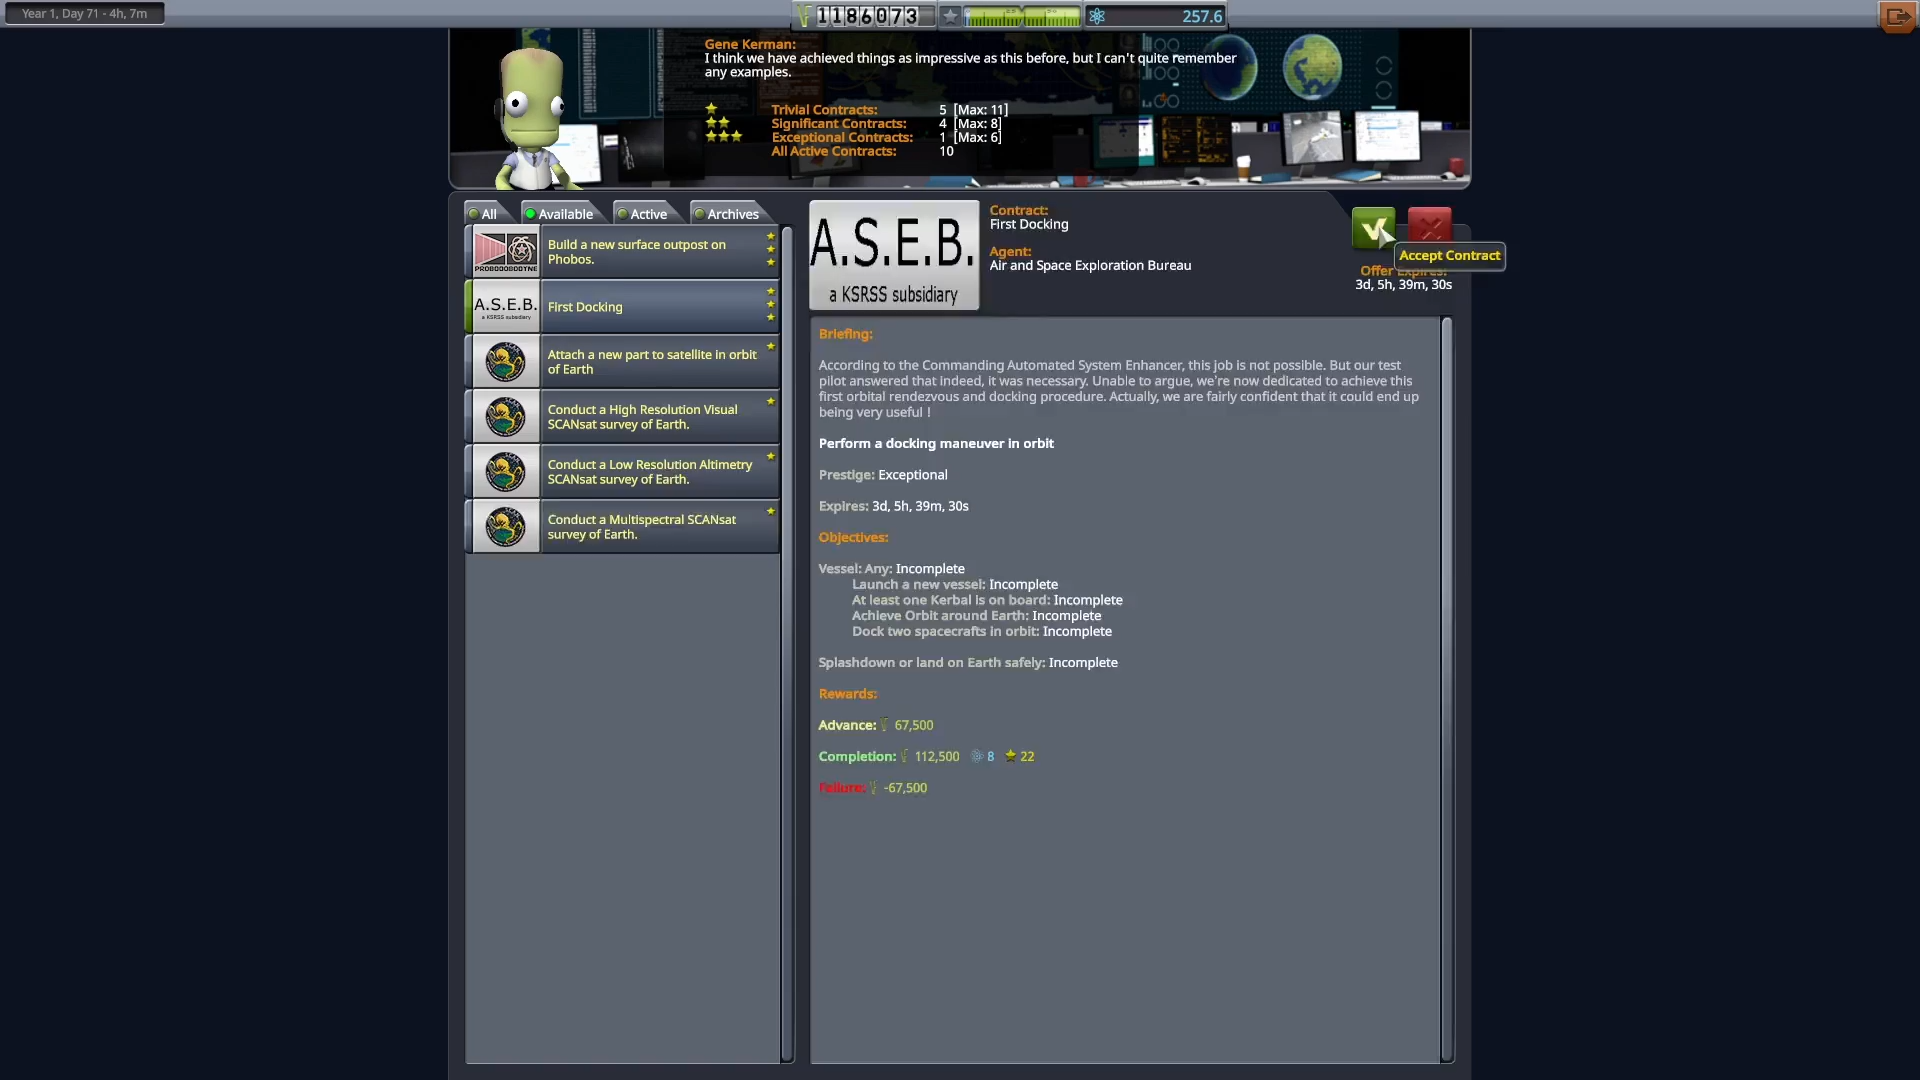 Year 1, Day 71 - 4h, 7m
1186073
257.6
Gene Kerman:
I think we have achieved things as impressive as this before, but I can't quite remember
any examples.
Trivial Contracts: 5 [Max: 11]
Significant Contracts: 4 [Max: 8]
Exceptional Contracts: 1 [Max: 6]
All Active Contracts: 10
All
Available
Active
Archives
PROBODOBODYNE
Build a new surface outpost on
Phobos.
A.S.E.B.
a KSRSS subsidiary
First Docking
Attach a new part to satellite in orbit
of Earth
Conduct a High Resolution Visual
SCANsat survey of Earth.
Conduct a Low Resolution Altimetry
SCANsat survey of Earth.
Conduct a Multispectral SCANsat
survey of Earth.
A.S.E.B.
a KSRSS subsidiary
Contract:
First Docking
Agent:
Air and Space Exploration Bureau
Accept Contract
Offer Expires:
3d, 5h, 39m, 30s
Briefing:
According to the Commanding Automated System Enhancer, this job is not possible. But our test
pilot answered that indeed, it was necessary. Unable to argue, we're now dedicated to achieve this
first orbital rendezvous and docking procedure. Actually, we are fairly confident that it could end up
being very useful !
Perform a docking maneuver in orbit
Prestige: Exceptional
Expires: 3d, 5h, 39m, 30s
Objectives:
Vessel: Any: Incomplete
Launch a new vessel: Incomplete
At least one Kerbal is on board: Incomplete
Achieve Orbit around Earth: Incomplete
Dock two spacecrafts in orbit: Incomplete
Splashdown or land on Earth safely: Incomplete
Rewards:
Advance: 67,500
Completion: 112,500 8 22
Failure: -67,500